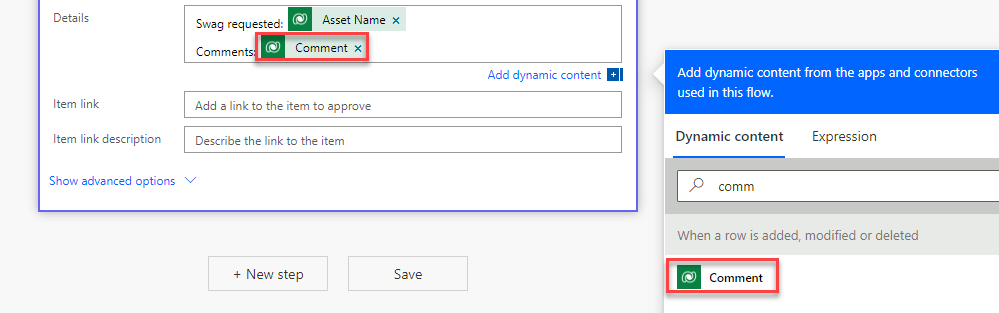 Details
Swag requested: Asset Name ×
Comments: Comment ×
Add dynamic content
Item link
Add a link to the item to approve
Item link description
Describe the link to the item
Show advanced options
+ New step
Save
Add dynamic content from the apps and connectors
used in this flow.
Dynamic content
Expression
comm
When a row is added, modified or deleted
Comment